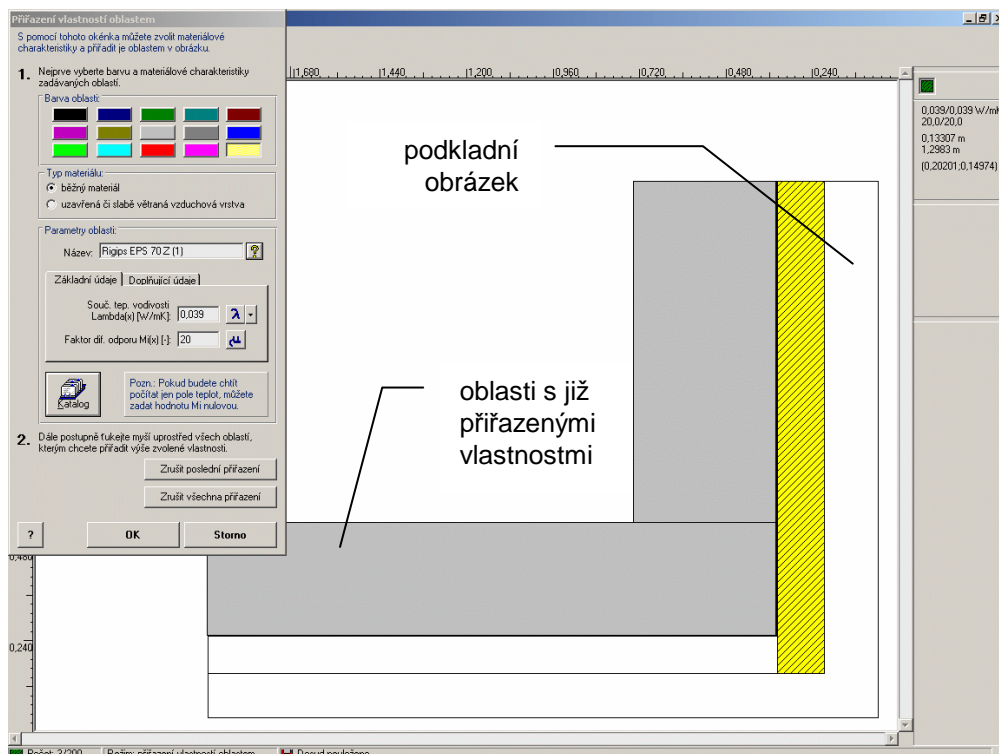 Přiřazení vlastností oblastem
S pomocí tohoto okénka můžete zvolit materiálové
charakteristiky a přiřadit je oblastem v obrázku.
1. Nejprve vyberte barvu a materiálové charakteristiky
zadávaných oblastí.
Barva oblasti:
Typ materiálu:
běžný materiál
uzavřená či slabě větraná vzduchová vrstva
Parametry oblasti:
Název: Rigips EPS 70 Z (1)
Základní údaje Doplňující údaje
Souč. tep. vodivosti
Lambda(x) [W/mK]: 0,039 λ
Faktor dif. odporu Mi(x) [-]: 20 μ
Katalog
Pozn.: Pokud budete chtít
počítat jen pole teplot, můžete
zadat hodnotu Mi nulovou.
2. Dále postupně ťukejte myší uprostřed všech oblastí,
kterým chcete přiřadit výše zvolené vlastnosti.
Zrušit poslední přiřazení
Zrušit všechna přiřazení
? OK Storno
1,680 1,440 1,200 0,960 0,720 0,480 0,240
podkladní
obrázek
oblasti s již
přiřazenými
vlastnostmi
0,039/0,039 W/mK
20,0/20,0
0,13307 m
1,2983 m
(0,20201;0,14974)
0,480
0,240
Počet: 3/200 Režim: přiřazení vlastností oblastem Dosud neuloženo